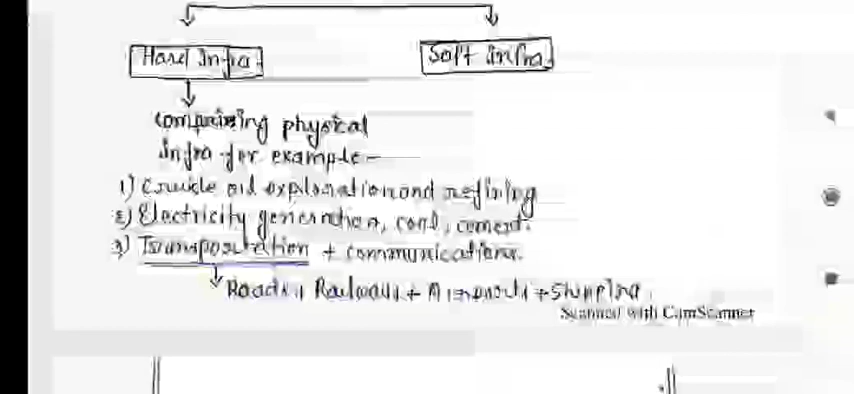 Hard Infra
Soft Infra
comprising physical
Infra for example -
1) Crude oil exploration and refining
2) Electricity generation, coal, cement.
3) Transportation + communications.
Roads, Railways + Airports + Shipping
Scanned with CamScanner